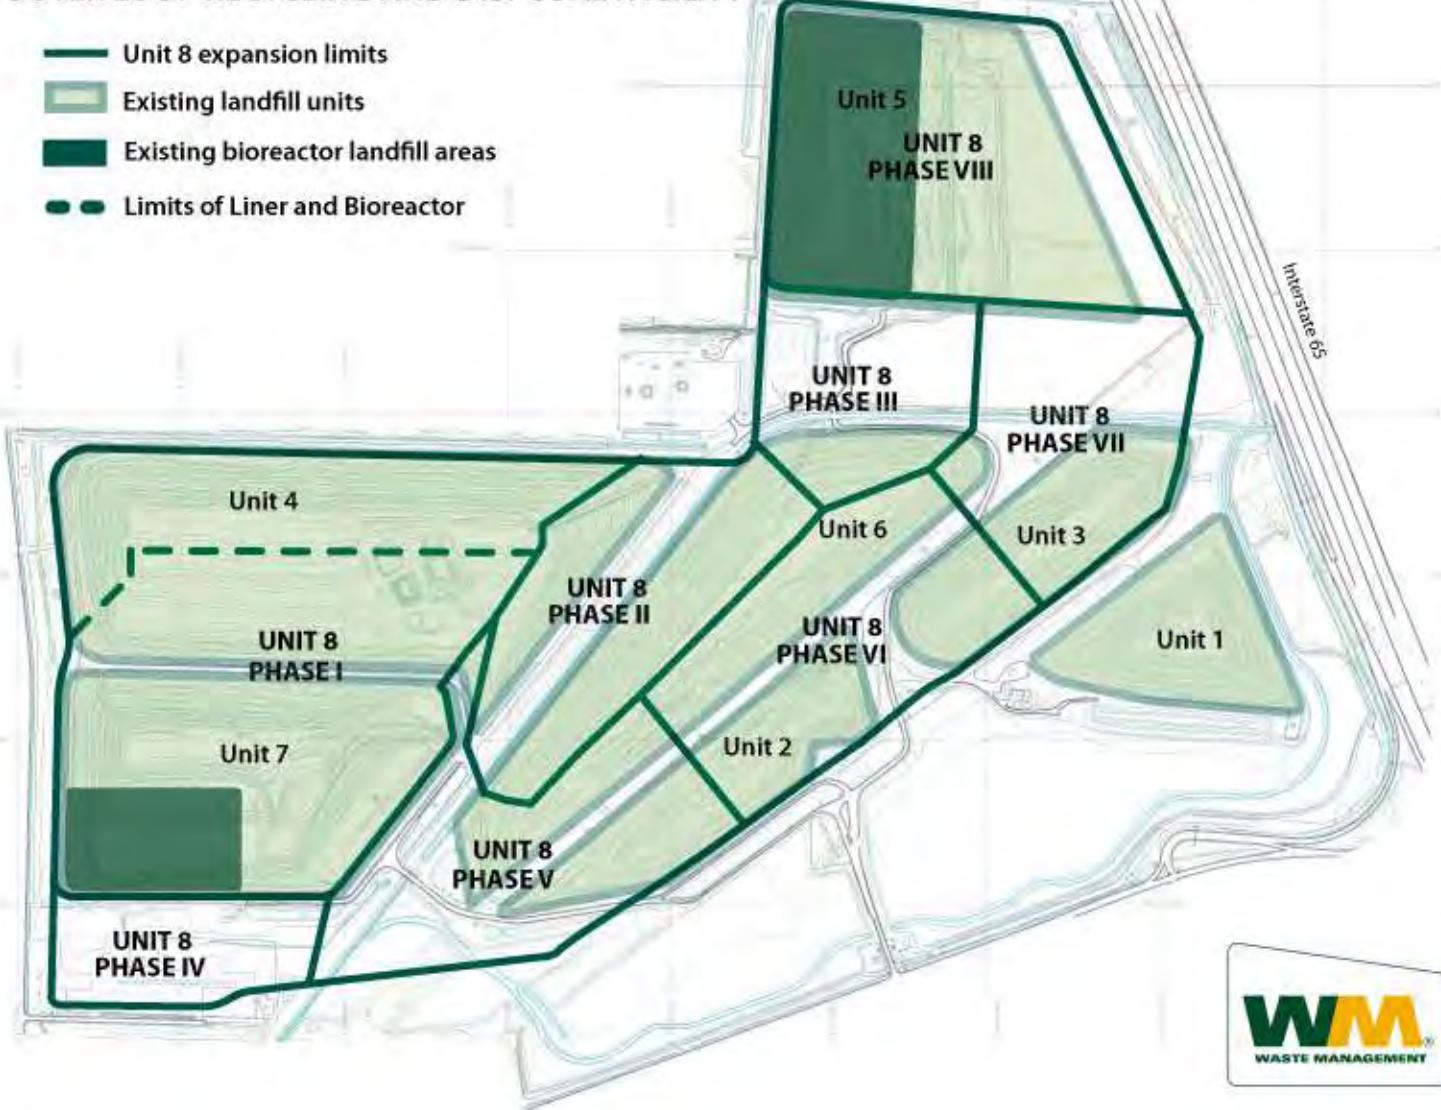 Unit 8 expansion limits
Existing landfill units
Existing bioreactor landfill areas
Limits of Liner and Bioreactor
Unit 5
UNIT 8
PHASE VIII
Interstate 65
UNIT 8
PHASE III
UNIT 8
PHASE VII
Unit 4
Unit 6
Unit 3
UNIT 8
PHASE II
UNIT 8
PHASE VI
Unit 1
UNIT 8
PHASE I
Unit 7
Unit 2
UNIT 8
PHASE V
UNIT 8
PHASE IV
WM®
WASTE MANAGEMENT